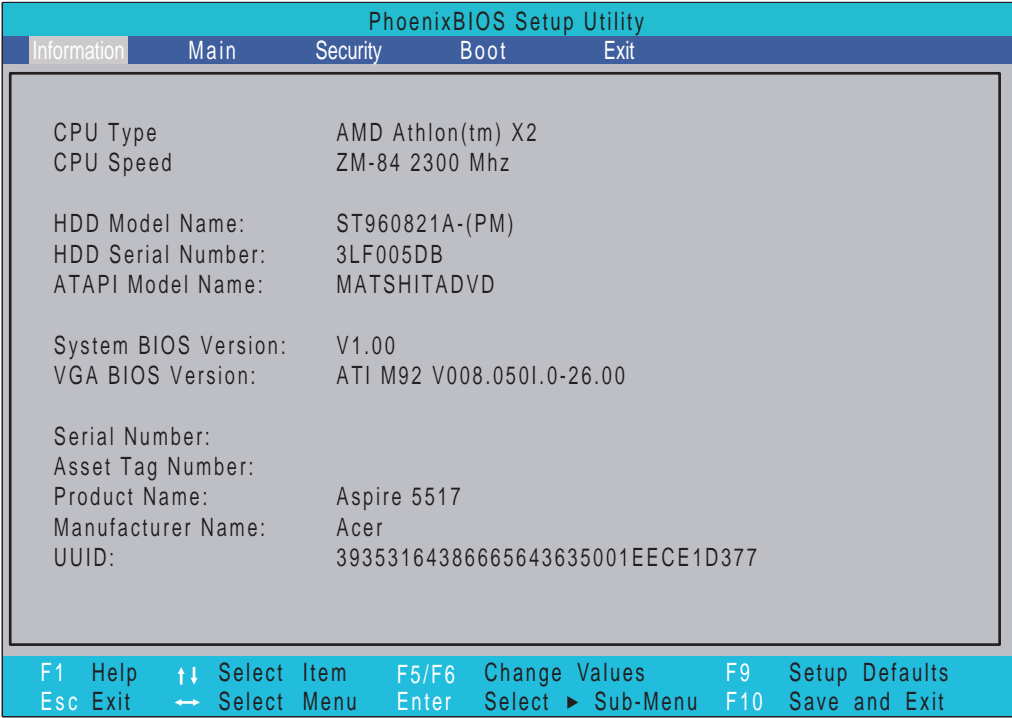 PhoenixBIOS Setup Utility
Information Main Security Boot Exit
CPU Type AMD Athlon(tm) X2
CPU Speed ZM-84 2300 Mhz
HDD Model Name: ST960821A-(PM)
HDD Serial Number: 3LF005DB
ATAPI Model Name: MATSHITADVD
System BIOS Version: V1.00
VGA BIOS Version: ATI M92 V008.050I.0-26.00
Serial Number:
Asset Tag Number:
Product Name: Aspire 5517
Manufacturer Name: Acer
UUID: 39353164386665643635001EECE1D377
F1 Help ↑↓ Select Item F5/F6 Change Values F9 Setup Defaults
Esc Exit ↔ Select Menu Enter Select ► Sub-Menu F10 Save and Exit